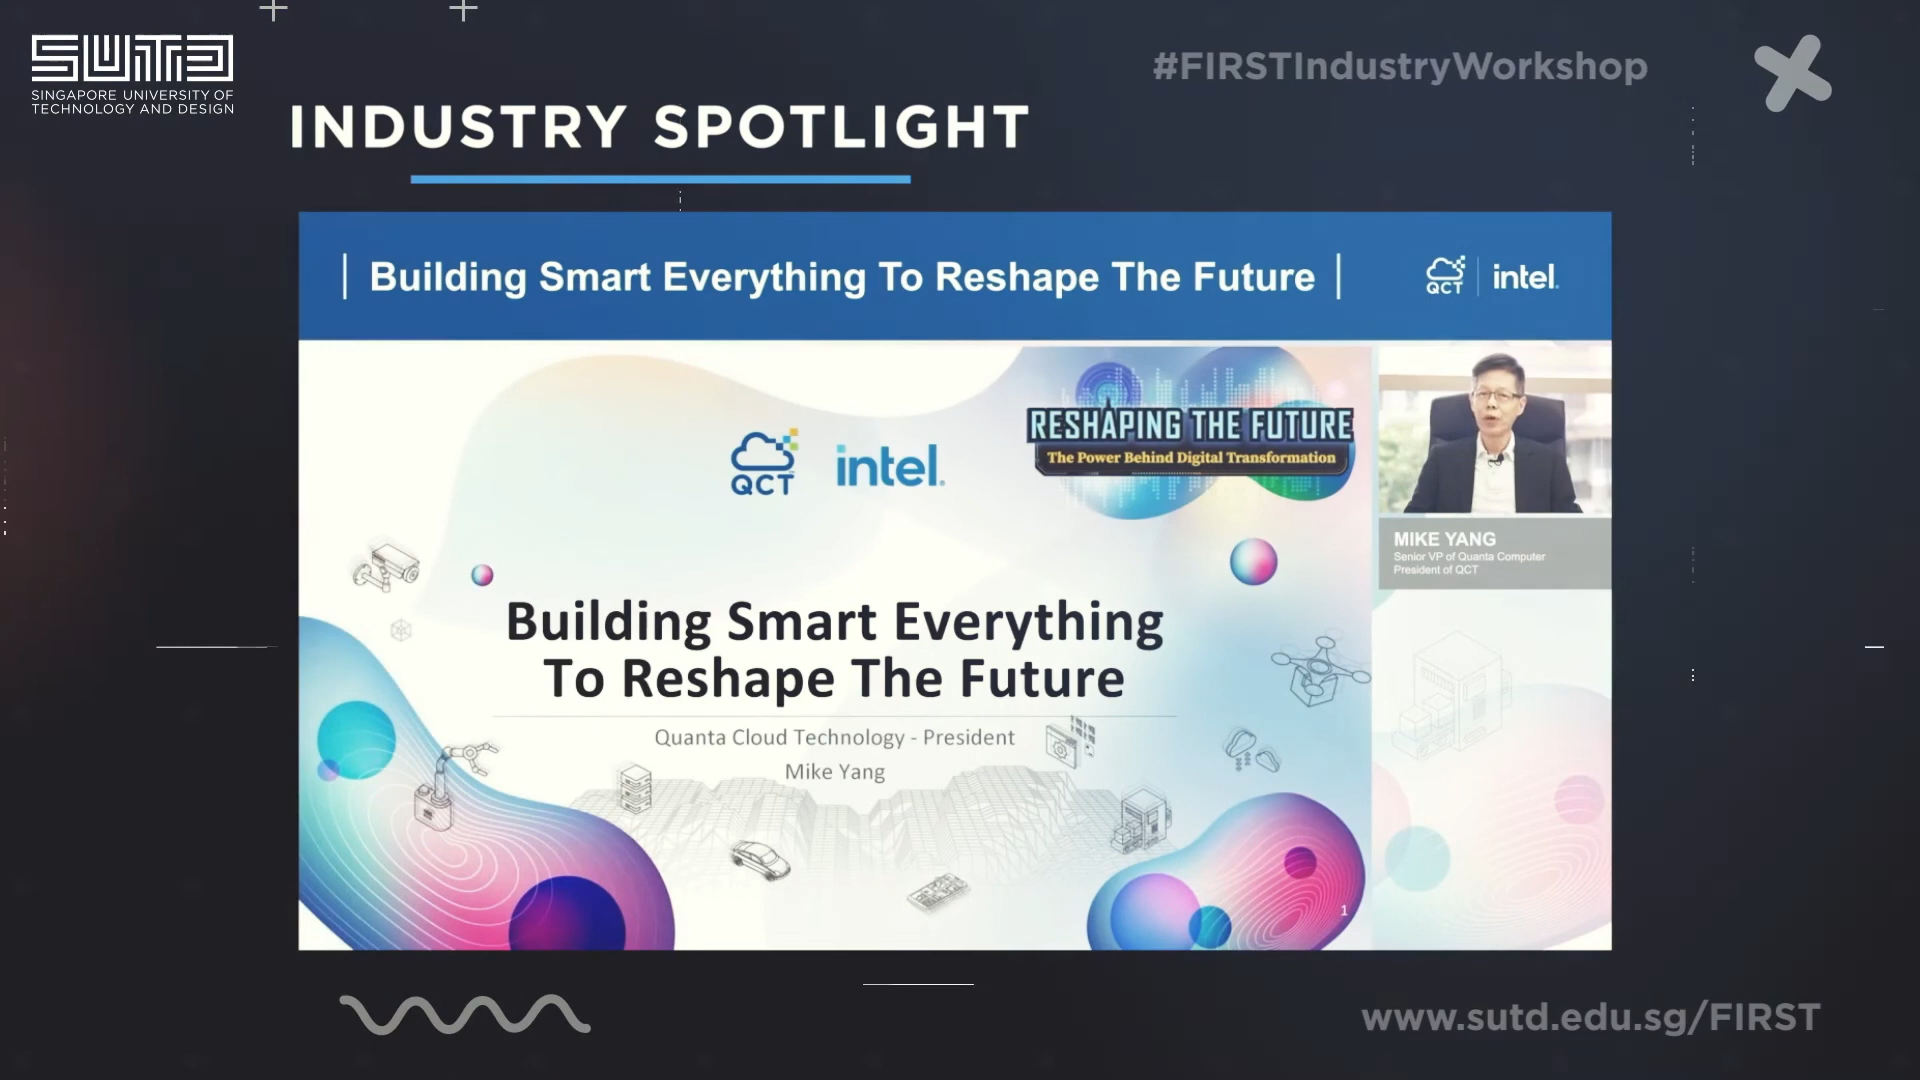 SUTD
SINGAPORE UNIVERSITY OF
TECHNOLOGY AND DESIGN
#FIRSTIndustryWorkshop
INDUSTRY SPOTLIGHT
Building Smart Everything To Reshape The Future
QCT
intel.
QCT
intel.
RESHAPING THE FUTURE
The Power Behind Digital Transformation
MIKE YANG
Senior VP of Quanta Computer
President of QCT
Building Smart Everything
To Reshape The Future
Quanta Cloud Technology - President
Mike Yang
1
www.sutd.edu.sg/FIRST